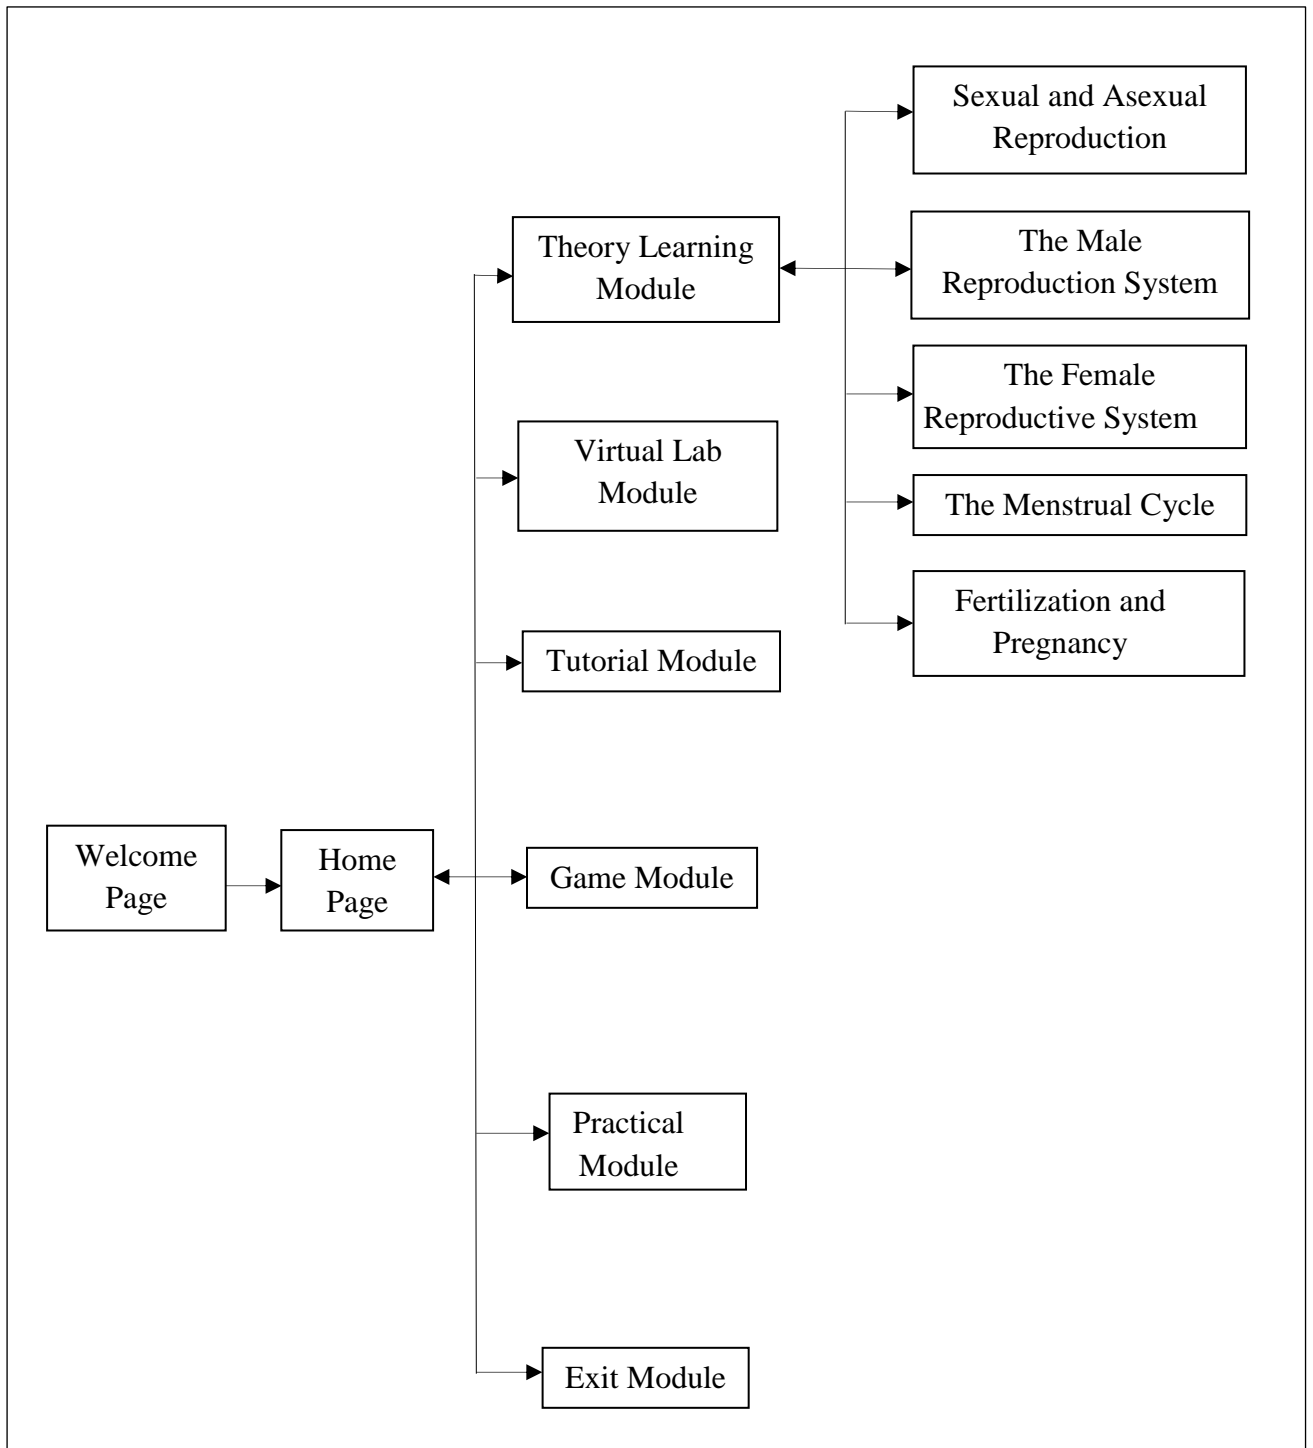 Sexual and Asexual
Reproduction
Theory Learning
Module
The Male
Reproduction System
The Female
Reproductive System
Virtual Lab
Module
The Menstrual Cycle
Fertilization and
Pregnancy
Tutorial Module
Welcome
Page
Home
Page
Game Module
Practical
Module
Exit Module